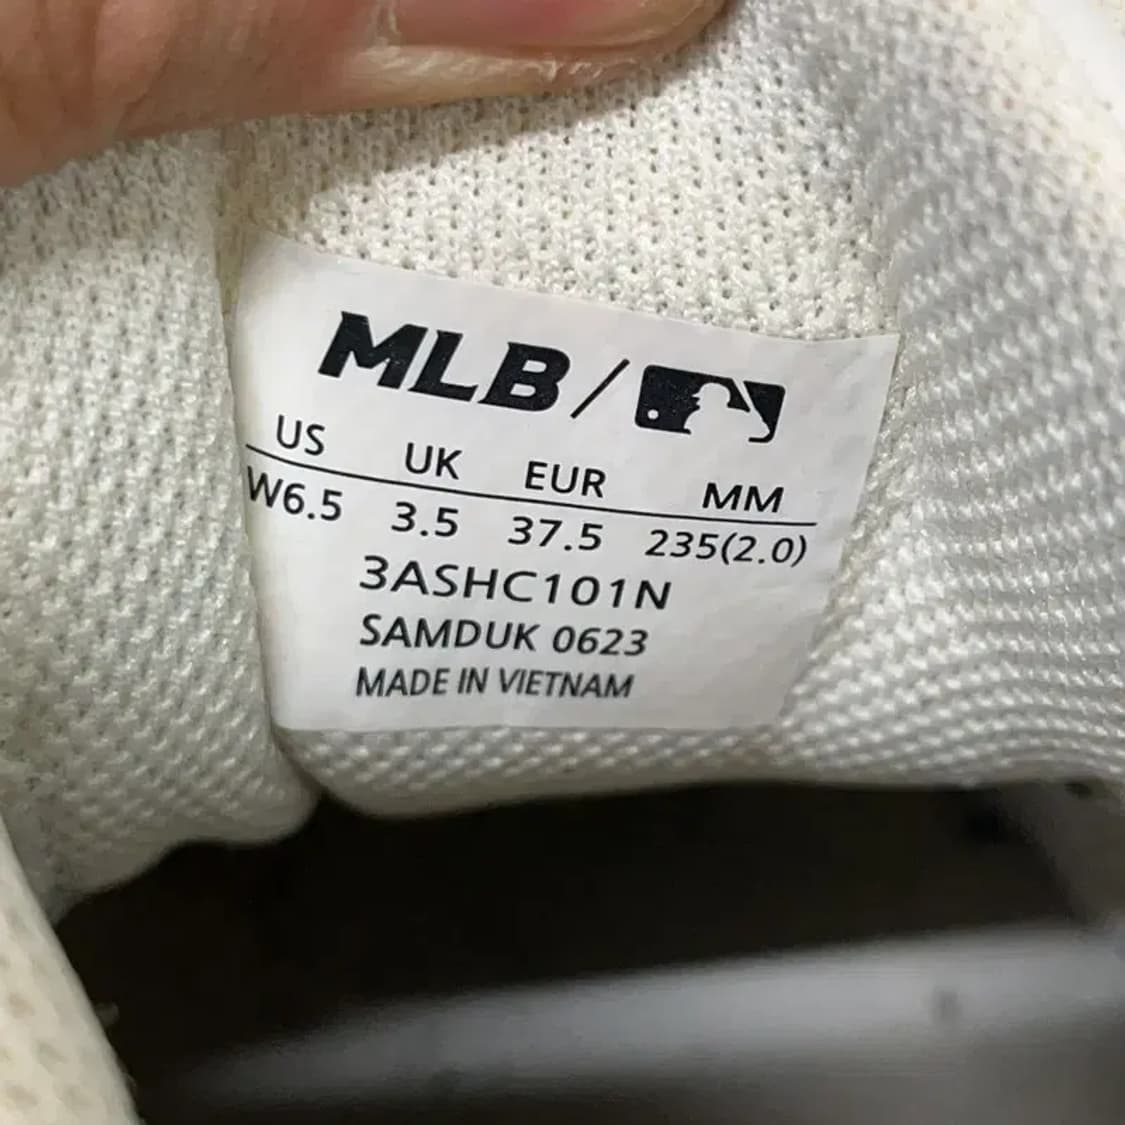 MLB /
US UK EUR MM
W6.5 3.5 37.5 235(2.0)
3ASHC101N
SAMDUK 0623
MADE IN VIETNAM